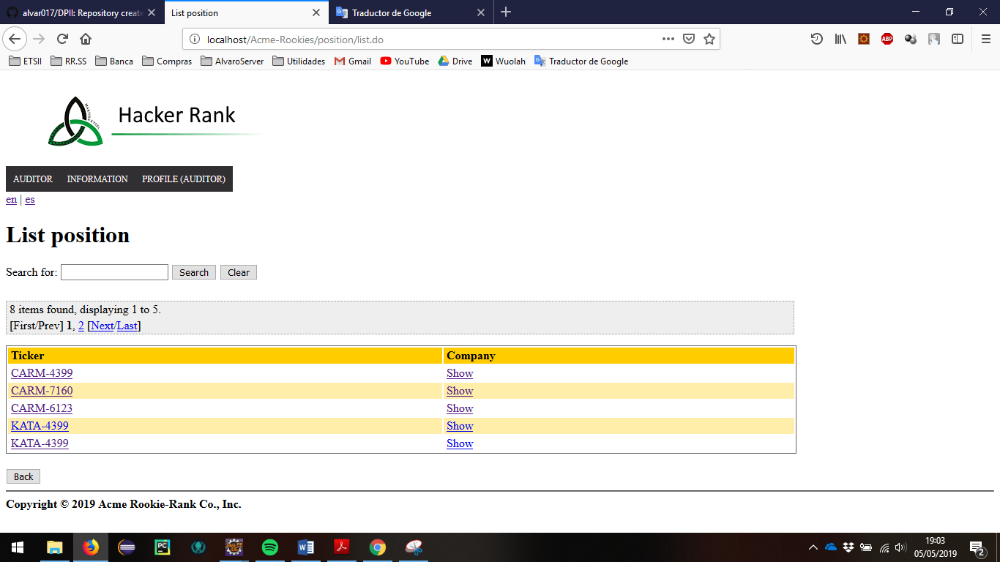 alvar017/DPII: Repository create
List position
Traductor de Google
localhost/Acme-Rookies/position/list.do
ETSII
RR.SS
Banca
Compras
AlvaroServer
Utilidades
Gmail
YouTube
Drive
W Wuolah
Traductor de Google
Hacker Rank
AUDITOR INFORMATION PROFILE (AUDITOR)
en | es
List position
Search for: Search Clear
8 items found, displaying 1 to 5.
[First/Prev] 1, 2 [Next/Last]
Ticker Company
CARM-4399 Show
CARM-7160 Show
CARM-6123 Show
KATA-4399 Show
KATA-4399 Show
Back
Copyright © 2019 Acme Rookie-Rank Co., Inc.
19:03
05/05/2019
2